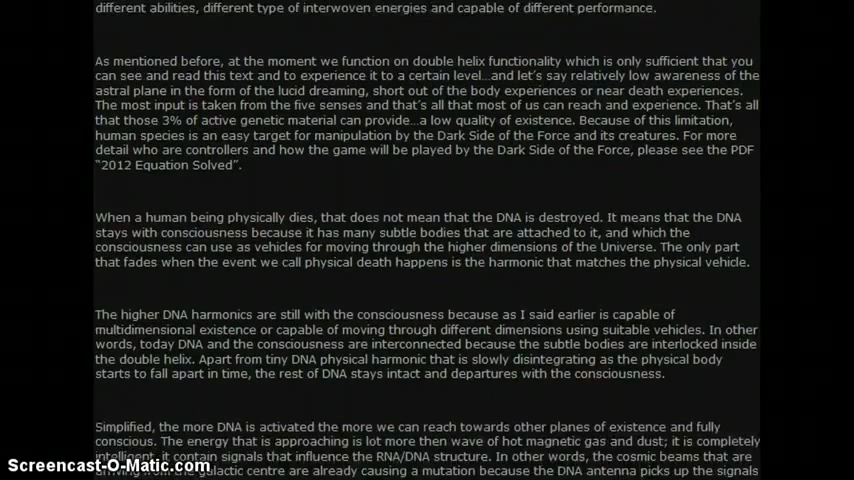 different abilities, different type of interwoven energies and capable of different performance.
As mentioned before, at the moment we function on double helix functionality which is only sufficient that you
can see and read this text and to experience it to a certain level…and let's say relatively low awareness of the
astral plane in the form of the lucid dreaming, short out of the body experiences or near death experiences.
The most input is taken from the five senses and that's all that most of us can reach and experience. That's all
that those 3% of active genetic material can provide…a low quality of existence. Because of this limitation,
human species is an easy target for manipulation by the Dark Side of the Force and its creatures. For more
detail who are controllers and how the game will be played by the Dark Side of the Force, please see the PDF
"2012 Equation Solved".
When a human being physically dies, that does not mean that the DNA is destroyed. It means that the DNA
stays with consciousness because it has many subtle bodies that are attached to it, and which the
consciousness can use as vehicles for moving through the higher dimensions of the Universe. The only part
that fades when the event we call physical death happens is the harmonic that matches the physical vehicle.
The higher DNA harmonics are still with the consciousness because as I said earlier is capable of
multidimensional existence or capable of moving through different dimensions using suitable vehicles. In other
words, today DNA and the consciousness are interconnected because the subtle bodies are interlocked inside
the double helix. Apart from tiny DNA physical harmonic that is slowly disintegrating as the physical body
starts to fall apart in time, the rest of DNA stays intact and departures with the consciousness.
Simplified, the more DNA is activated the more we can reach towards other planes of existence and fully
conscious. The energy that is approaching is lot more then wave of hot magnetic gas and dust; it is completely
intelligent, it contain signals that influence the RNA/DNA structure. In other words, the cosmic beams that are
arriving from the galactic centre are already causing a mutation because the DNA antenna picks up the signals
Screencast-O-Matic.com